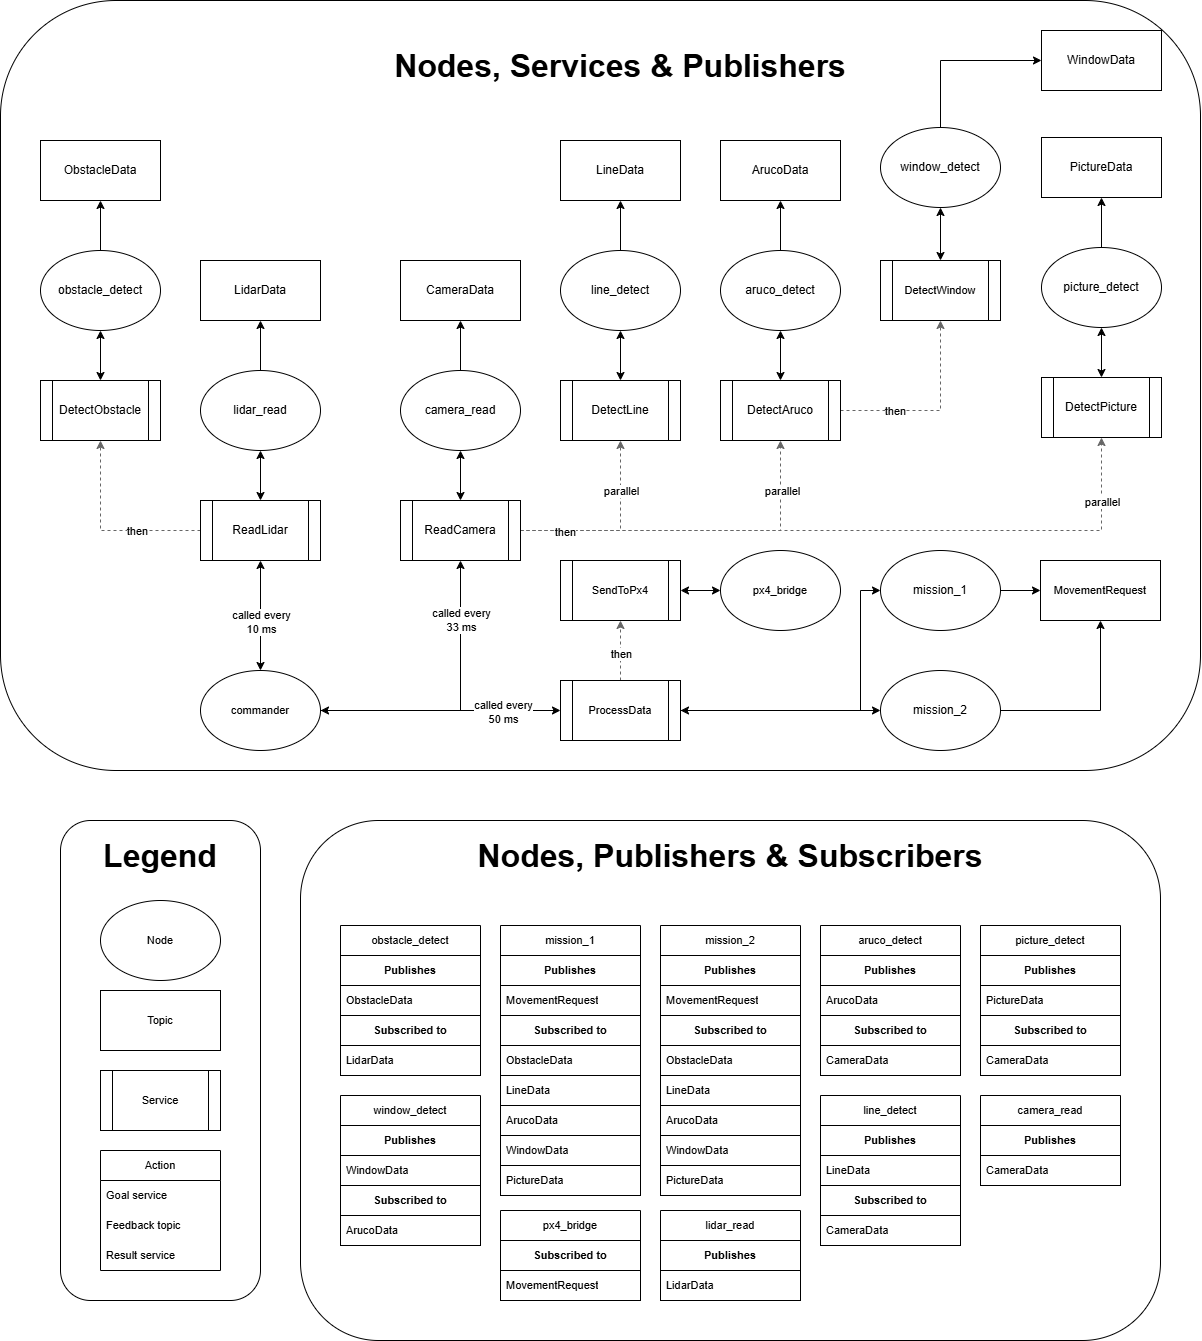 Nodes, Services & Publishers
WindowData
ObstacleData
LineData
ArucoData
window_detect
PictureData
obstacle_detect
LidarData
CameraData
line_detect
aruco_detect
DetectWindow
picture_detect
DetectObstacle
lidar_read
camera_read
DetectLine
DetectAruco
then
DetectPicture
parallel
parallel
parallel
then
ReadLidar
ReadCamera
then
called every
10 ms
called every
33 ms
SendToPx4
px4_bridge
mission_1
MovementRequest
then
commander
called every
50 ms
ProcessData
mission_2
Legend
Node
Topic
Service
Action
Goal service
Feedback topic
Result service
Nodes, Publishers & Subscribers
obstacle_detect
Publishes
ObstacleData
Subscribed to
LidarData
mission_1
Publishes
MovementRequest
Subscribed to
ObstacleData
LineData
ArucoData
WindowData
PictureData
mission_2
Publishes
MovementRequest
Subscribed to
ObstacleData
LineData
ArucoData
WindowData
PictureData
aruco_detect
Publishes
ArucoData
Subscribed to
CameraData
picture_detect
Publishes
PictureData
Subscribed to
CameraData
window_detect
Publishes
WindowData
Subscribed to
ArucoData
line_detect
Publishes
LineData
Subscribed to
CameraData
camera_read
Publishes
CameraData
px4_bridge
Subscribed to
MovementRequest
lidar_read
Publishes
LidarData